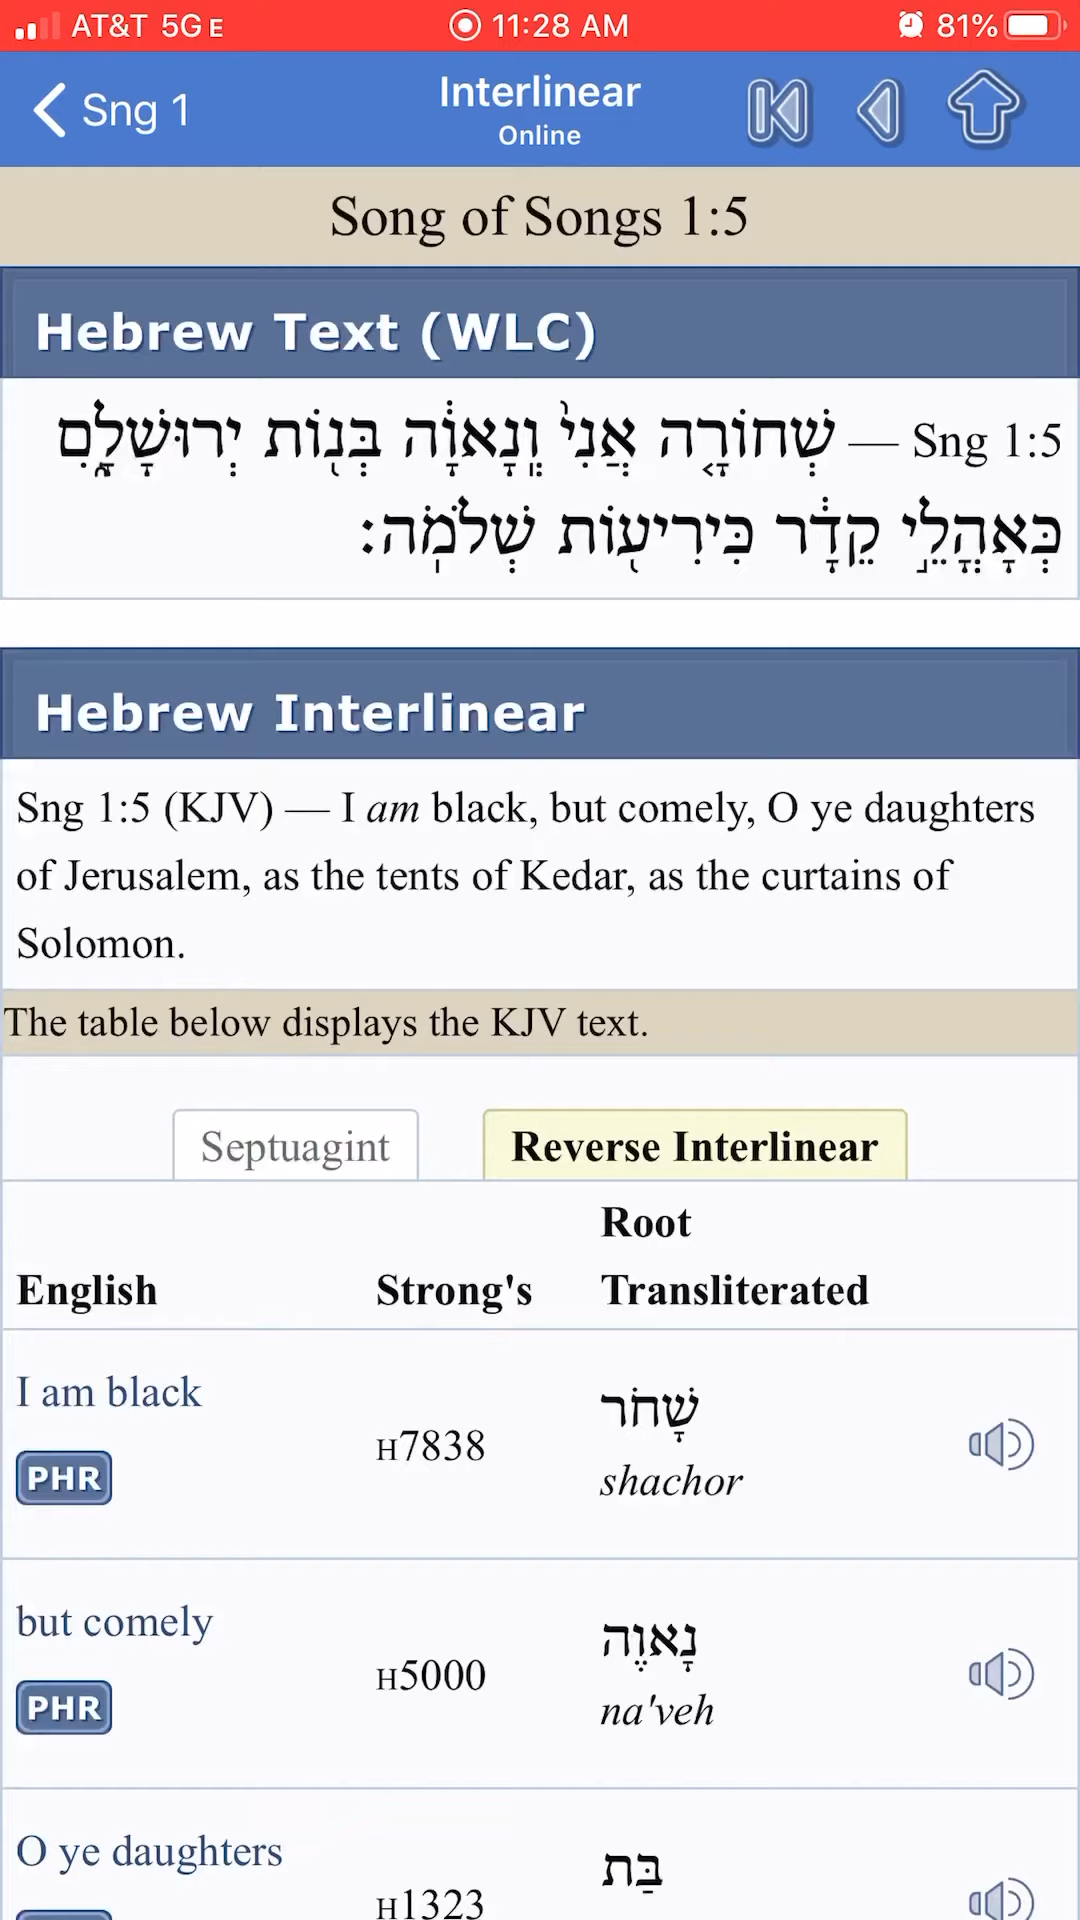 AT&T 5GE 11:28 AM 81%
Sng 1 Interlinear
Online
Song of Songs 1:5
Hebrew Text (WLC)
Sng 1:5 — שְׁחוֹרָ֤ה אֲנִי֙ וְֽנָאוָ֔ה בְּנ֖וֹת יְרוּשָׁלִָ֑ם
כְּאָהֳלֵ֣י קֵדָ֔ר כִּירִיע֖וֹת שְׁלֹמֹֽה׃
Hebrew Interlinear
Sng 1:5 (KJV) — I am black, but comely, O ye daughters
of Jerusalem, as the tents of Kedar, as the curtains of
Solomon.
The table below displays the KJV text.
Septuagint Reverse Interlinear
English Strong's Root
Transliterated
I am black
PHR
H7838
שָׁחֹר
shachor
but comely
PHR
H5000
נָאוֶה
na'veh
O ye daughters
H1323
בַּת